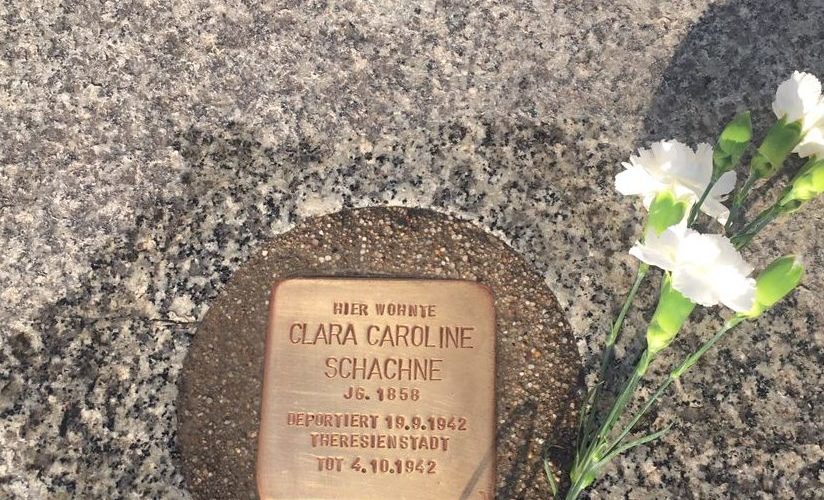 HIER WOHNTE
CLARA CAROLINE
SCHACHNE
JG. 1858
DEPORTIERT 19.9.1942
THERESIENSTADT
TOT 4.10.1942